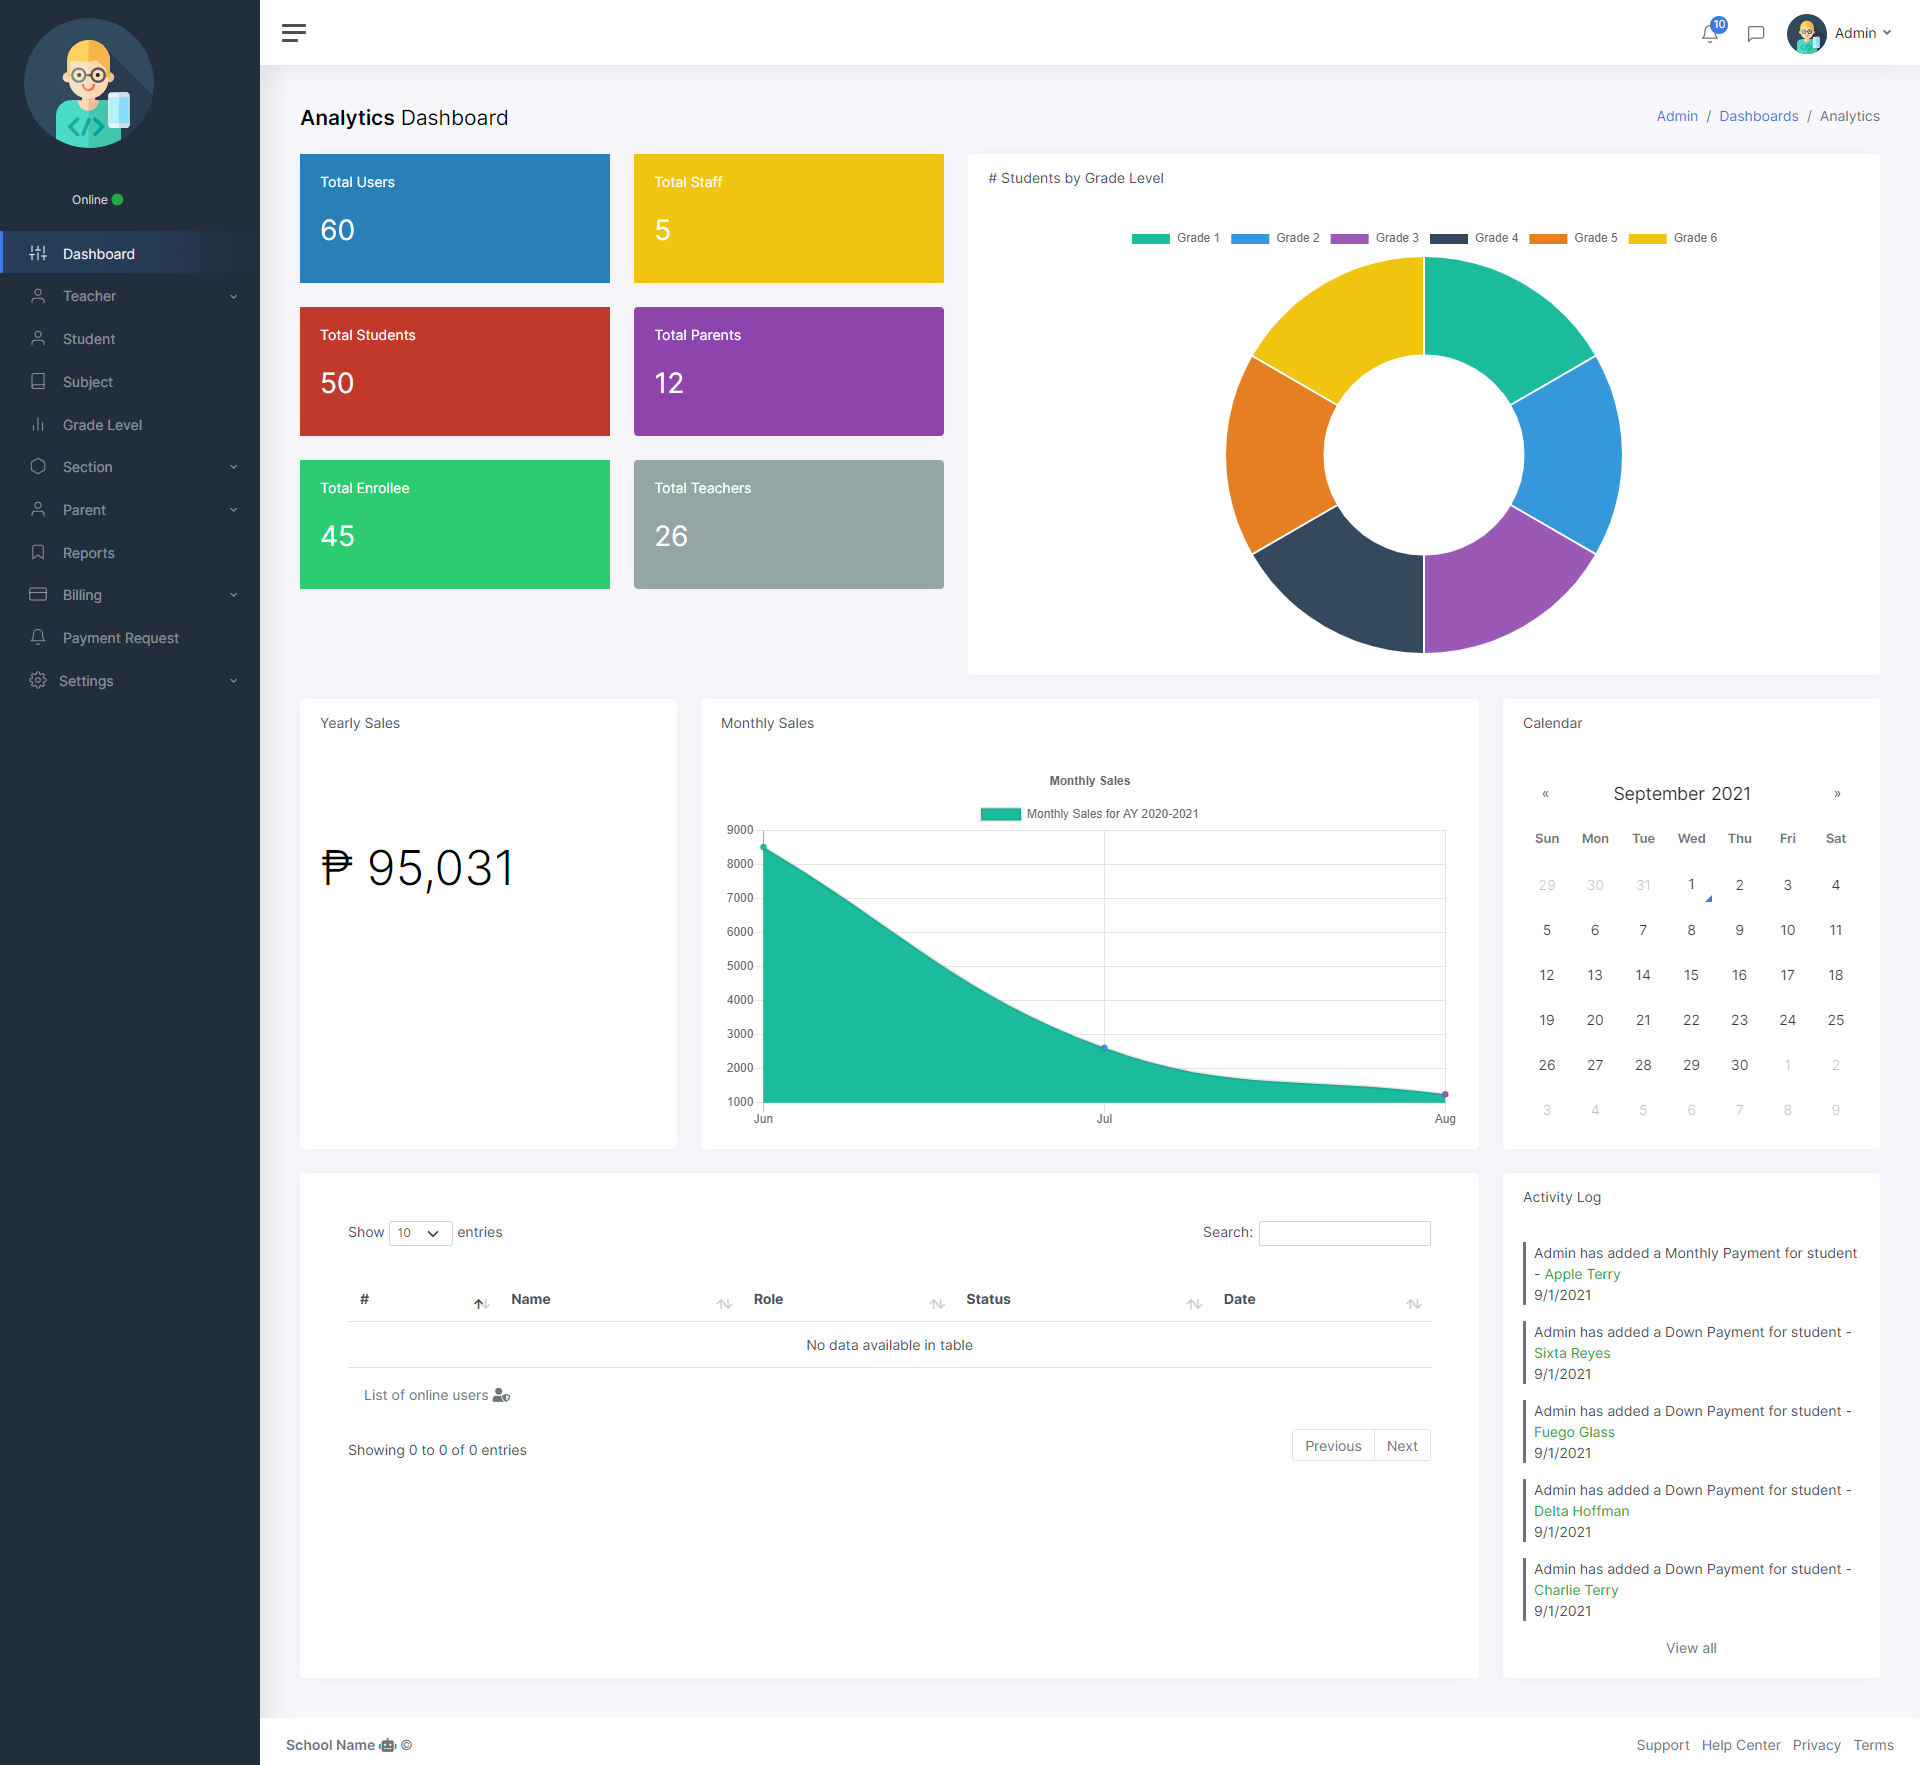 10
Admin
Online
Dashboard
Teacher
Student
Subject
Grade Level
Section
Parent
Reports
Billing
Payment Request
Settings
Analytics Dashboard
Admin / Dashboards / Analytics
Total Users
60
Total Staff
5
Total Students
50
Total Parents
12
Total Enrollee
45
Total Teachers
26
# Students by Grade Level
Grade 1 Grade 2 Grade 3 Grade 4 Grade 5 Grade 6
Yearly Sales
₱ 95,031
Monthly Sales
Monthly Sales
Monthly Sales for AY 2020-2021
9000
8000
7000
6000
5000
4000
3000
2000
1000
Jun Jul Aug
Calendar
« September 2021 »
Sun Mon Tue Wed Thu Fri Sat
29 30 31 1 2 3 4
5 6 7 8 9 10 11
12 13 14 15 16 17 18
19 20 21 22 23 24 25
26 27 28 29 30 1 2
3 4 5 6 7 8 9
Show 10 entries
Search:
# Name Role Status Date
No data available in table
List of online users
Showing 0 to 0 of 0 entries
Previous Next
Activity Log
Admin has added a Monthly Payment for student
- Apple Terry
9/1/2021
Admin has added a Down Payment for student -
Sixta Reyes
9/1/2021
Admin has added a Down Payment for student -
Fuego Glass
9/1/2021
Admin has added a Down Payment for student -
Delta Hoffman
9/1/2021
Admin has added a Down Payment for student -
Charlie Terry
9/1/2021
View all
School Name ©
Support Help Center Privacy Terms